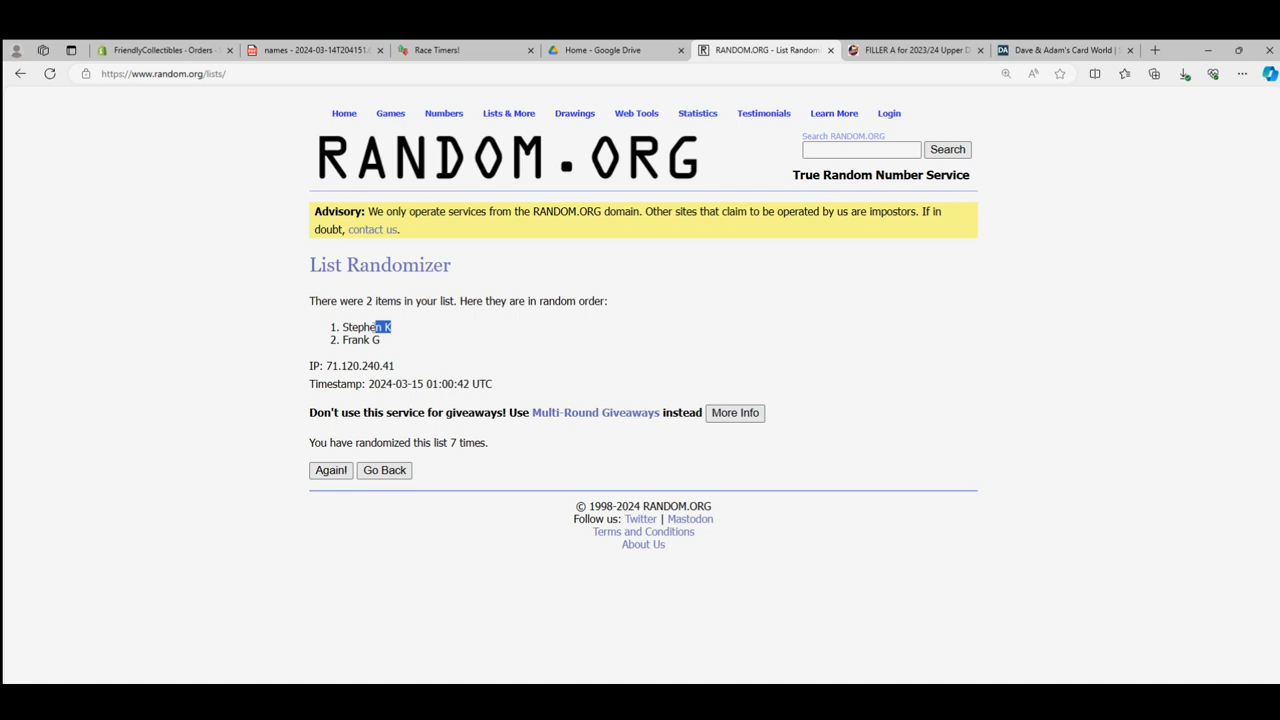 FriendlyCollectibles · Orders ·
names - 2024-03-14T204151.
Race Timers!
Home - Google Drive
RANDOM.ORG - List Random
FILLER A for 2023/24 Upper D
Dave & Adam's Card World |
https://www.random.org/lists/
Home Games Numbers Lists & More Drawings Web Tools Statistics Testimonials Learn More Login
RANDOM.ORG
Search RANDOM.ORG
Search
True Random Number Service
Advisory: We only operate services from the RANDOM.ORG domain. Other sites that claim to be operated by us are impostors. If in
doubt, contact us.
List Randomizer
There were 2 items in your list. Here they are in random order:
1. Stephen K
2. Frank G
IP: 71.120.240.41
Timestamp: 2024-03-15 01:00:42 UTC
Don't use this service for giveaways! Use Multi-Round Giveaways instead More Info
You have randomized this list 7 times.
Again! Go Back
© 1998-2024 RANDOM.ORG
Follow us: Twitter | Mastodon
Terms and Conditions
About Us